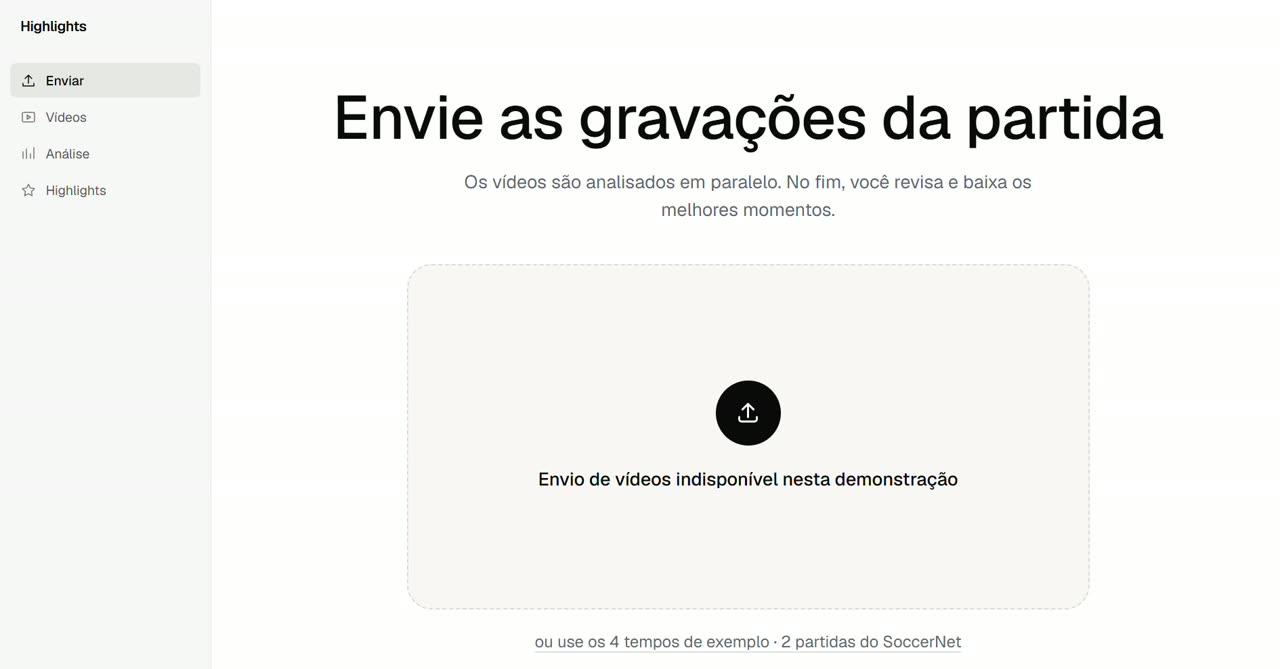 Highlights
Enviar
Vídeos
Análise
Highlights
Envie as gravações da partida
Os vídeos são analisados em paralelo. No fim, você revisa e baixa os
melhores momentos.
Envio de vídeos indisponível nesta demonstração
ou use os 4 tempos de exemplo · 2 partidas do SoccerNet